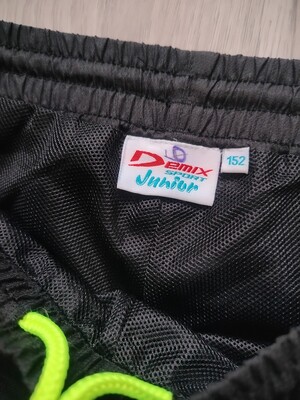 Demix
SPORT
Junior
152